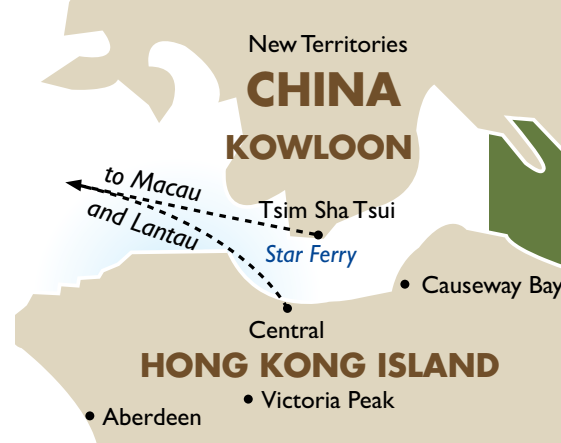 New Territories
CHINA
KOWLOON
to Macau
and Lantau
Tsim Sha Tsui
Star Ferry
Causeway Bay
Central
HONG KONG ISLAND
Victoria Peak
Aberdeen